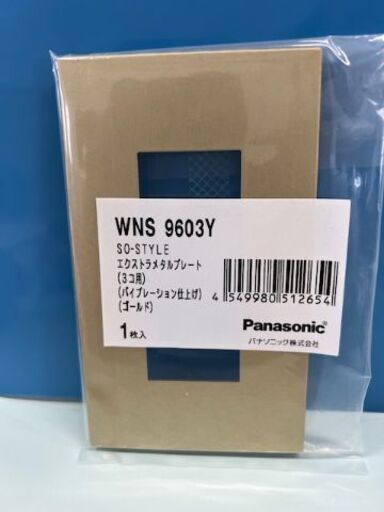 WNS 9603Y
SO-STYLE
エクストラメタルプレート
(3コ用)
(バイブレーション仕上げ)
(ゴールド)
1枚入
4 549980 512654
Panasonic
パナソニック株式会社